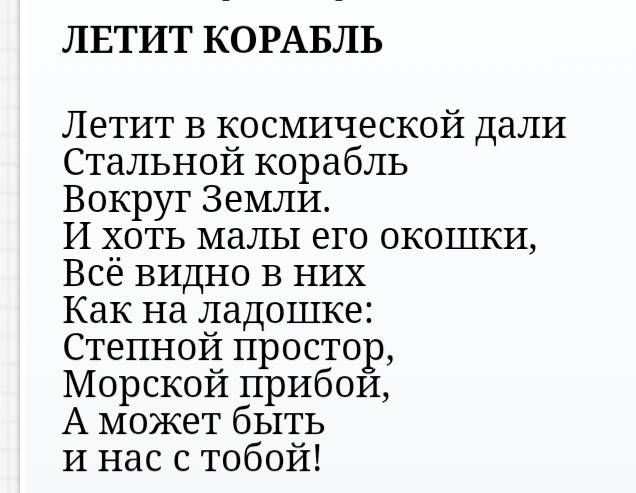 ЛЕТИТ КОРАБЛЬ
Летит в космической дали
Стальной корабль
Вокруг Земли.
И хоть малы его окошки,
Всё видно в них
Как на ладошке:
Степной простор,
Морской прибой,
А может быть
и нас с тобой!